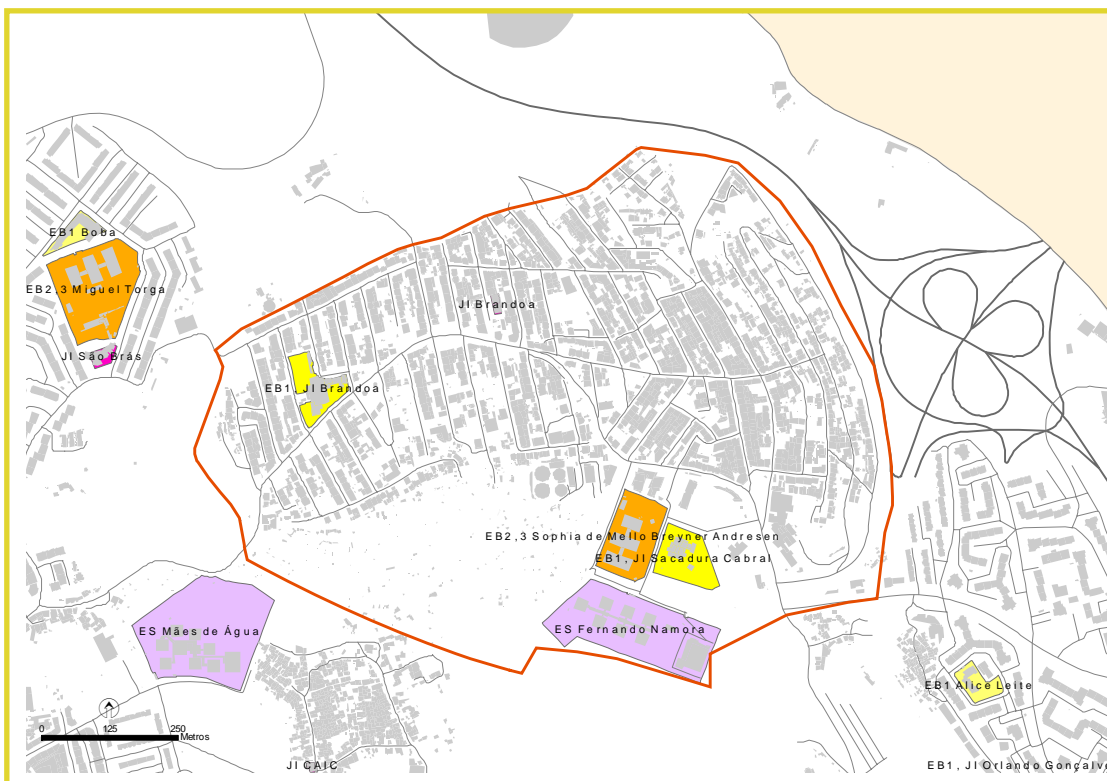 EB1 Boba
EB2,3 Miguel Torga
JI Brandoa
JI São Brás
EB1, JI Brandoa
EB2,3 Sophia de Mello Breyner Andresen
EB1, JI Sacadura Cabral
ES Mães de Água
ES Fernando Namora
EB1 Alice Leite
0 125 250
Metros
JI CAIC
EB1, JI Orlando Gonçalv